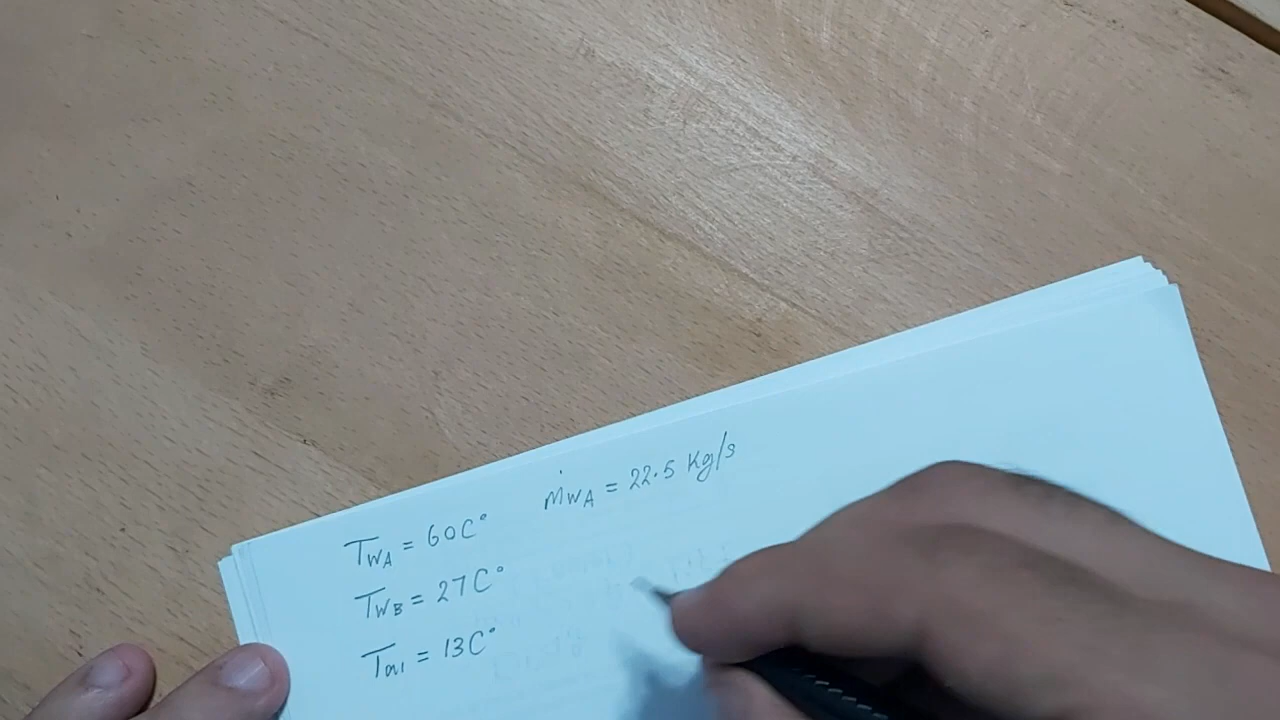 ṁWA = 22.5 Kg/s
TWA = 60C°
TWB = 27C°
Ta1 = 13C°